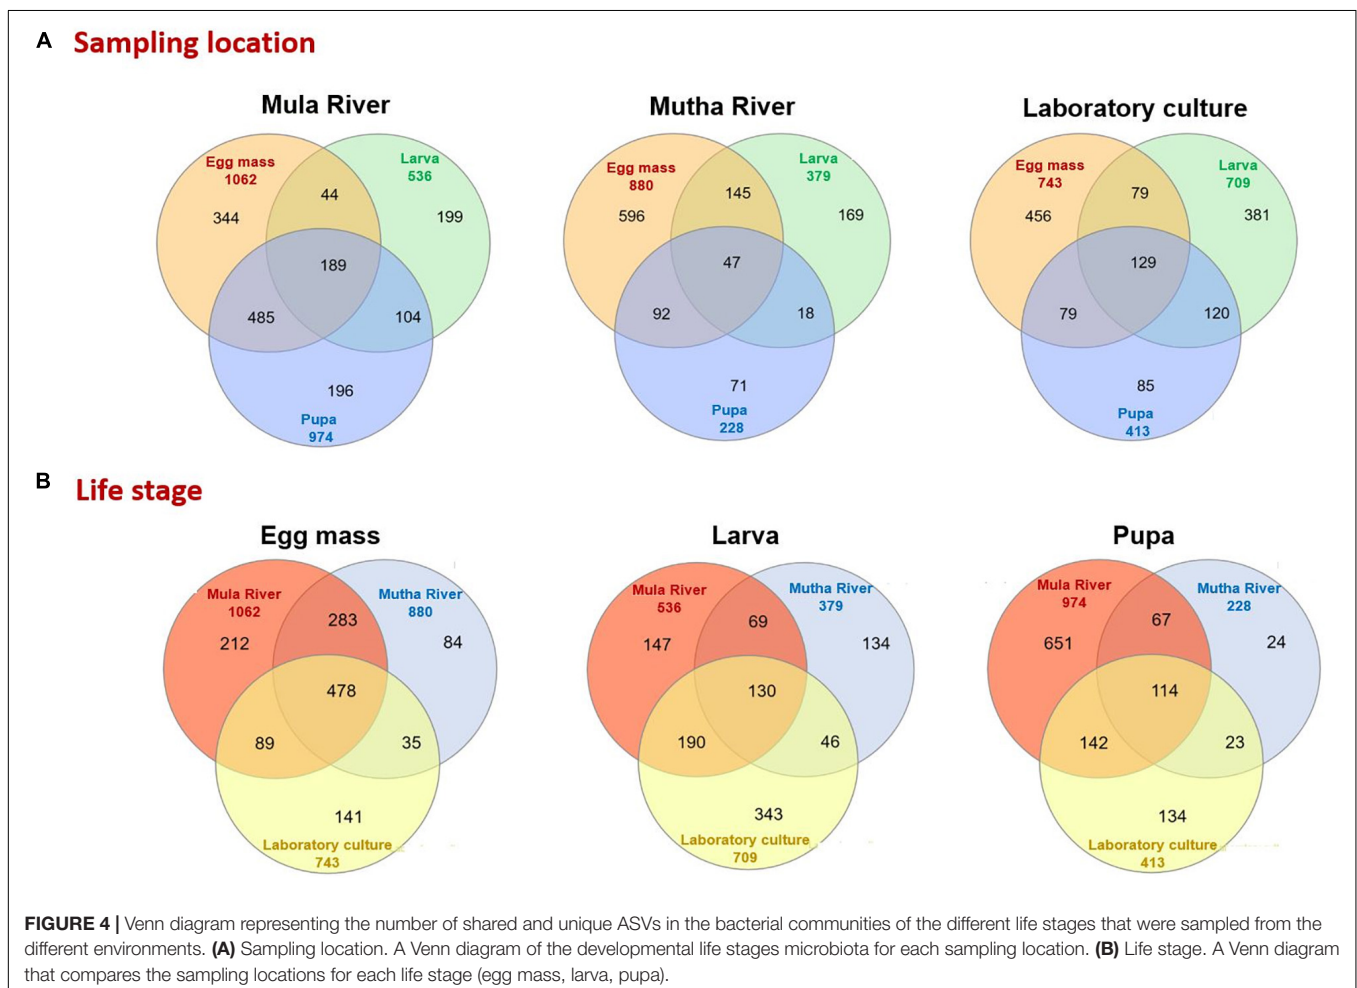 A Sampling location
Mula River
Mutha River
Laboratory culture
Egg mass
1062
Larva
536
344
44
199
189
485
104
196
Pupa
974
Egg mass
880
Larva
379
596
145
169
47
92
18
71
Pupa
228
Egg mass
743
Larva
709
456
79
381
129
79
120
85
Pupa
413
B Life stage
Egg mass
Larva
Pupa
Mula River
1062
Mutha River
880
212
283
84
478
89
35
141
Laboratory culture
743
Mula River
536
Mutha River
379
147
69
134
130
190
46
343
Laboratory culture
709
Mula River
974
Mutha River
228
651
67
24
114
142
23
134
Laboratory culture
413
FIGURE 4 | Venn diagram representing the number of shared and unique ASVs in the bacterial communities of the different life stages that were sampled from the
different environments. (A) Sampling location. A Venn diagram of the developmental life stages microbiota for each sampling location. (B) Life stage. A Venn diagram
that compares the sampling locations for each life stage (egg mass, larva, pupa).